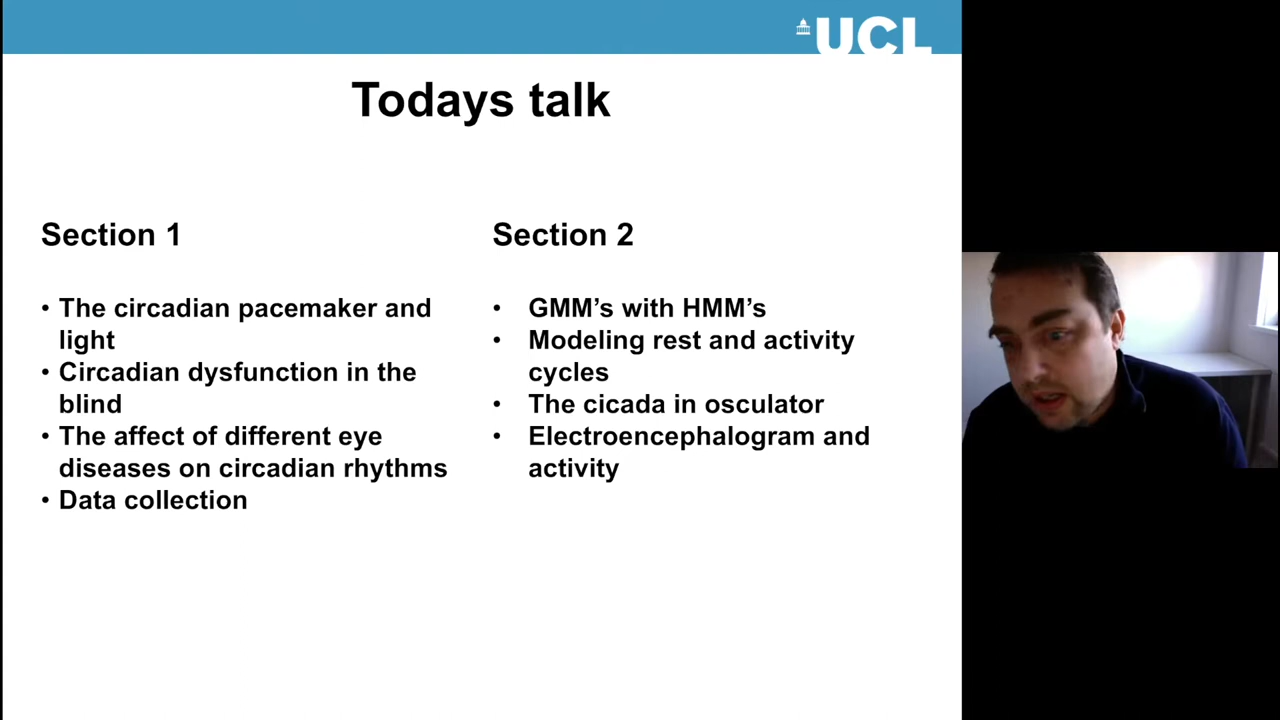 UCL
Todays talk
Section 1
• The circadian pacemaker and
light
• Circadian dysfunction in the
blind
• The affect of different eye
diseases on circadian rhythms
• Data collection
Section 2
• GMM’s with HMM’s
• Modeling rest and activity
cycles
• The cicada in osculator
• Electroencephalogram and
activity